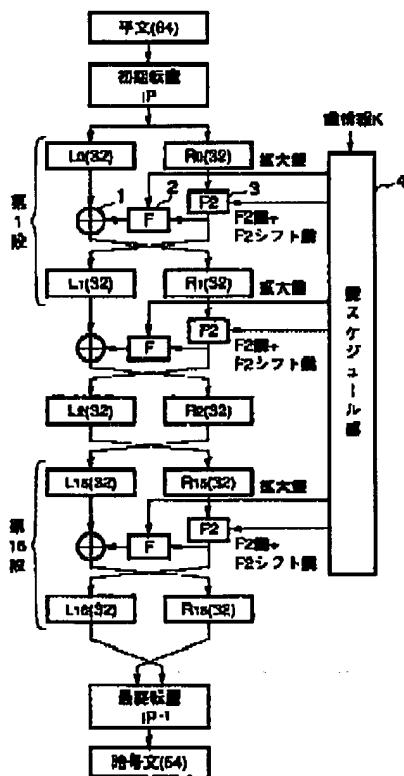 平文(64)
初期転置
IP
鍵情報K
L0(32)
R0(32)
拡大鍵
1
2
3
4
第1段
F
F2
F2鍵+
F2シフト鍵
L1(32)
R1(32)
拡大鍵
F
F2
F2鍵+
F2シフト鍵
鍵スケジュール部
L2(32)
R2(32)
L15(32)
R15(32)
拡大鍵
第16段
F
F2
F2鍵+
F2シフト鍵
L16(32)
R16(32)
最終転置
IP-1
暗号文(64)